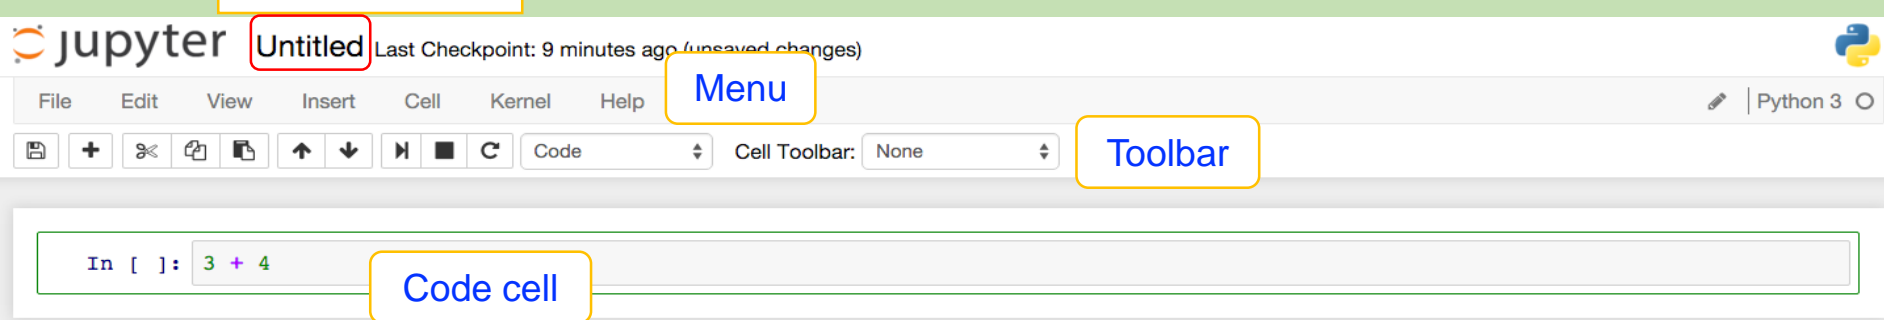 jupyter Untitled Last Checkpoint: 9 minutes ago (unsaved changes)
Menu
File Edit View Insert Cell Kernel Help Python 3
Code Cell Toolbar: None
Toolbar
In [ ]: 3 + 4
Code cell